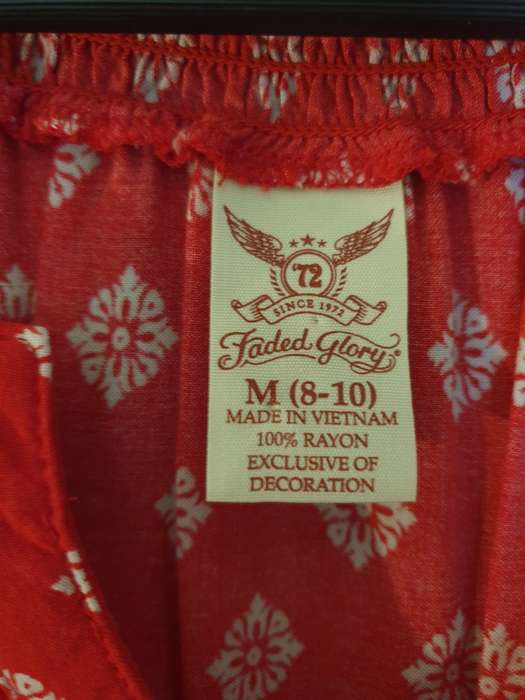 '72
SINCE 1972
Faded Glory®
M (8-10)
MADE IN VIETNAM
100% RAYON
EXCLUSIVE OF
DECORATION